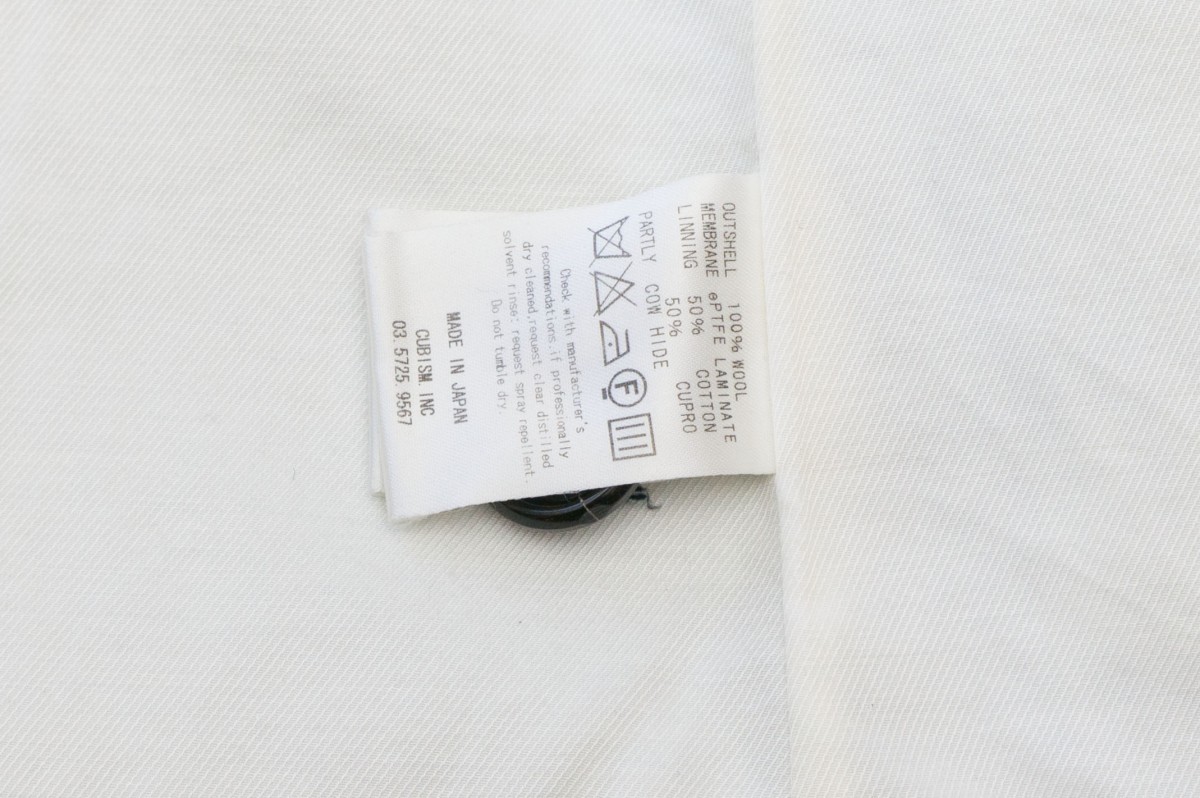 OUTSHELL 100% WOOL
MEMBRANE ePTFE LAMINATE
LINNING 50% COTTON
50% CUPRO
PARTLY COW HIDE
F
Check with manufacturer's
recommendations.if professionally
dry cleaned,request clear distilled
solvent rinse: request spray repellent.
Do not tumble dry.
MADE IN JAPAN
CUBISM.INC
03.5725.9567